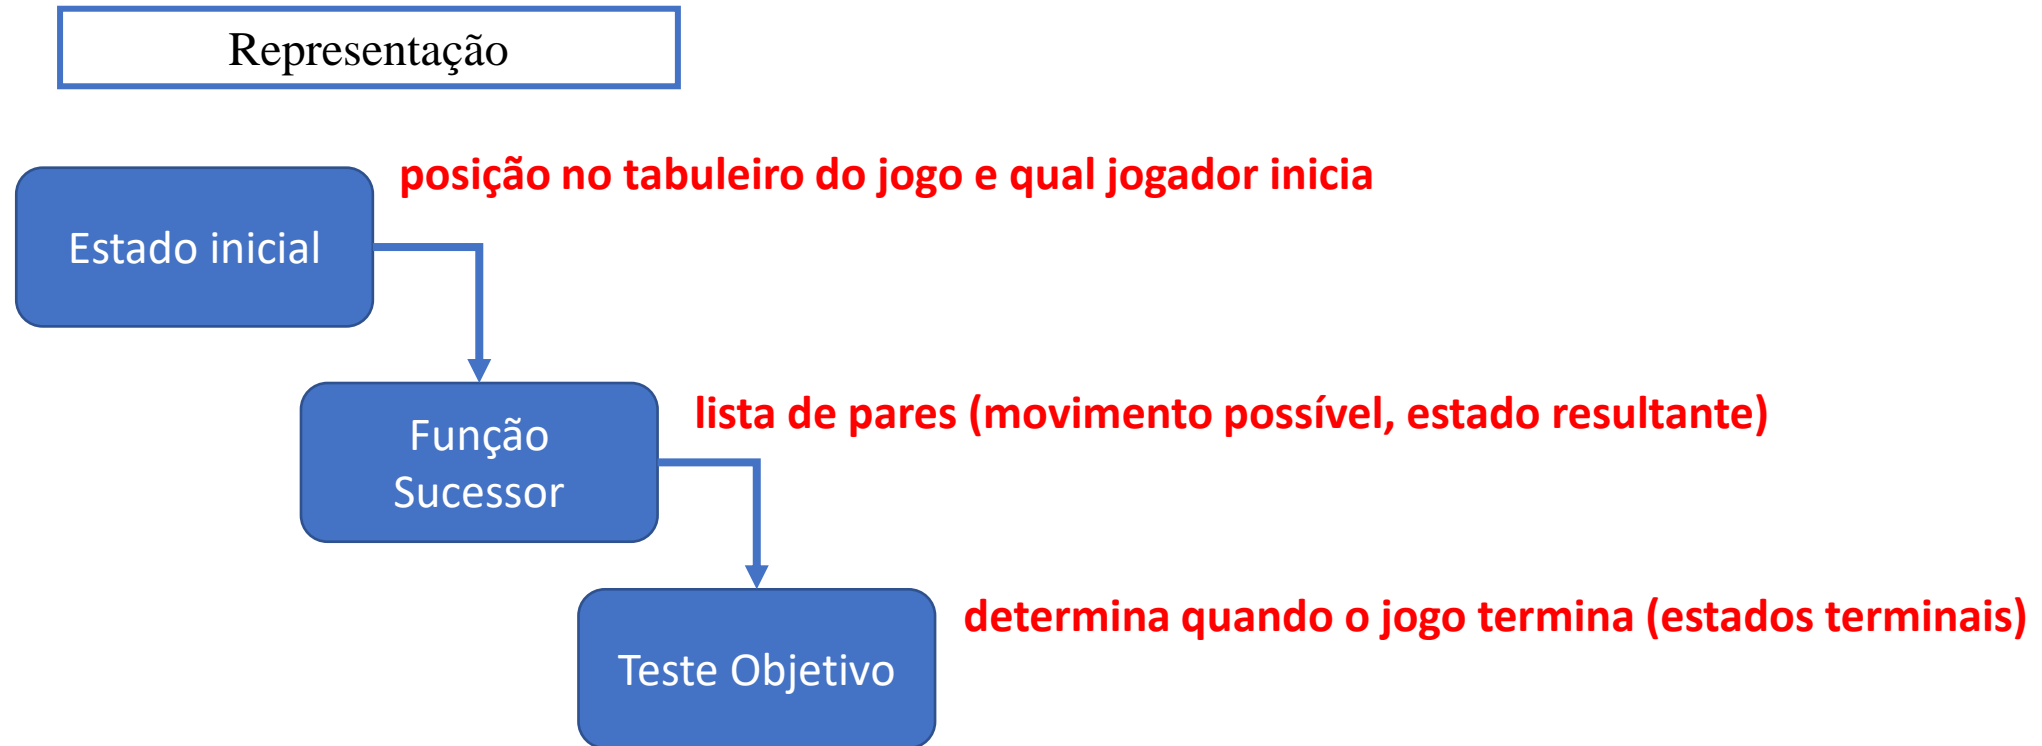 Representação
posição no tabuleiro do jogo e qual jogador inicia
Estado inicial
lista de pares (movimento possível, estado resultante)
Função
Sucessor
determina quando o jogo termina (estados terminais)
Teste Objetivo